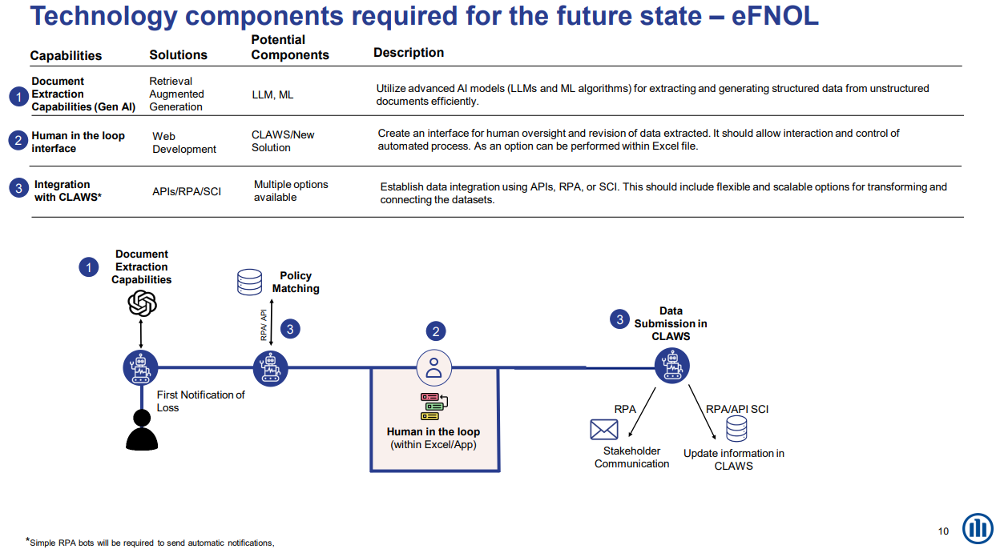 Technology components required for the future state – eFNOL
Capabilities
Solutions
Potential
Components
Description
1
Document
Extraction
Capabilities (Gen AI)
Retrieval
Augmented
Generation
LLM, ML
Utilize advanced AI models (LLMs and ML algorithms) for extracting and generating structured data from unstructured
documents efficiently.
2
Human in the loop
interface
Web
Development
CLAWS/New
Solution
Create an interface for human oversight and revision of data extracted. It should allow interaction and control of
automated process. As an option can be performed within Excel file.
3
Integration
with CLAWS*
APIs/RPA/SCI
Multiple options
available
Establish data integration using APIs, RPA, or SCI. This should include flexible and scalable options for transforming and
connecting the datasets.
1
Document
Extraction
Capabilities
Policy
Matching
RPA/ API
3
First Notification of
Loss
2
Human in the loop
(within Excel/App)
3
Data
Submission in
CLAWS
RPA
Stakeholder
Communication
RPA/API SCI
Update information in
CLAWS
*Simple RPA bots will be required to send automatic notifications,
10